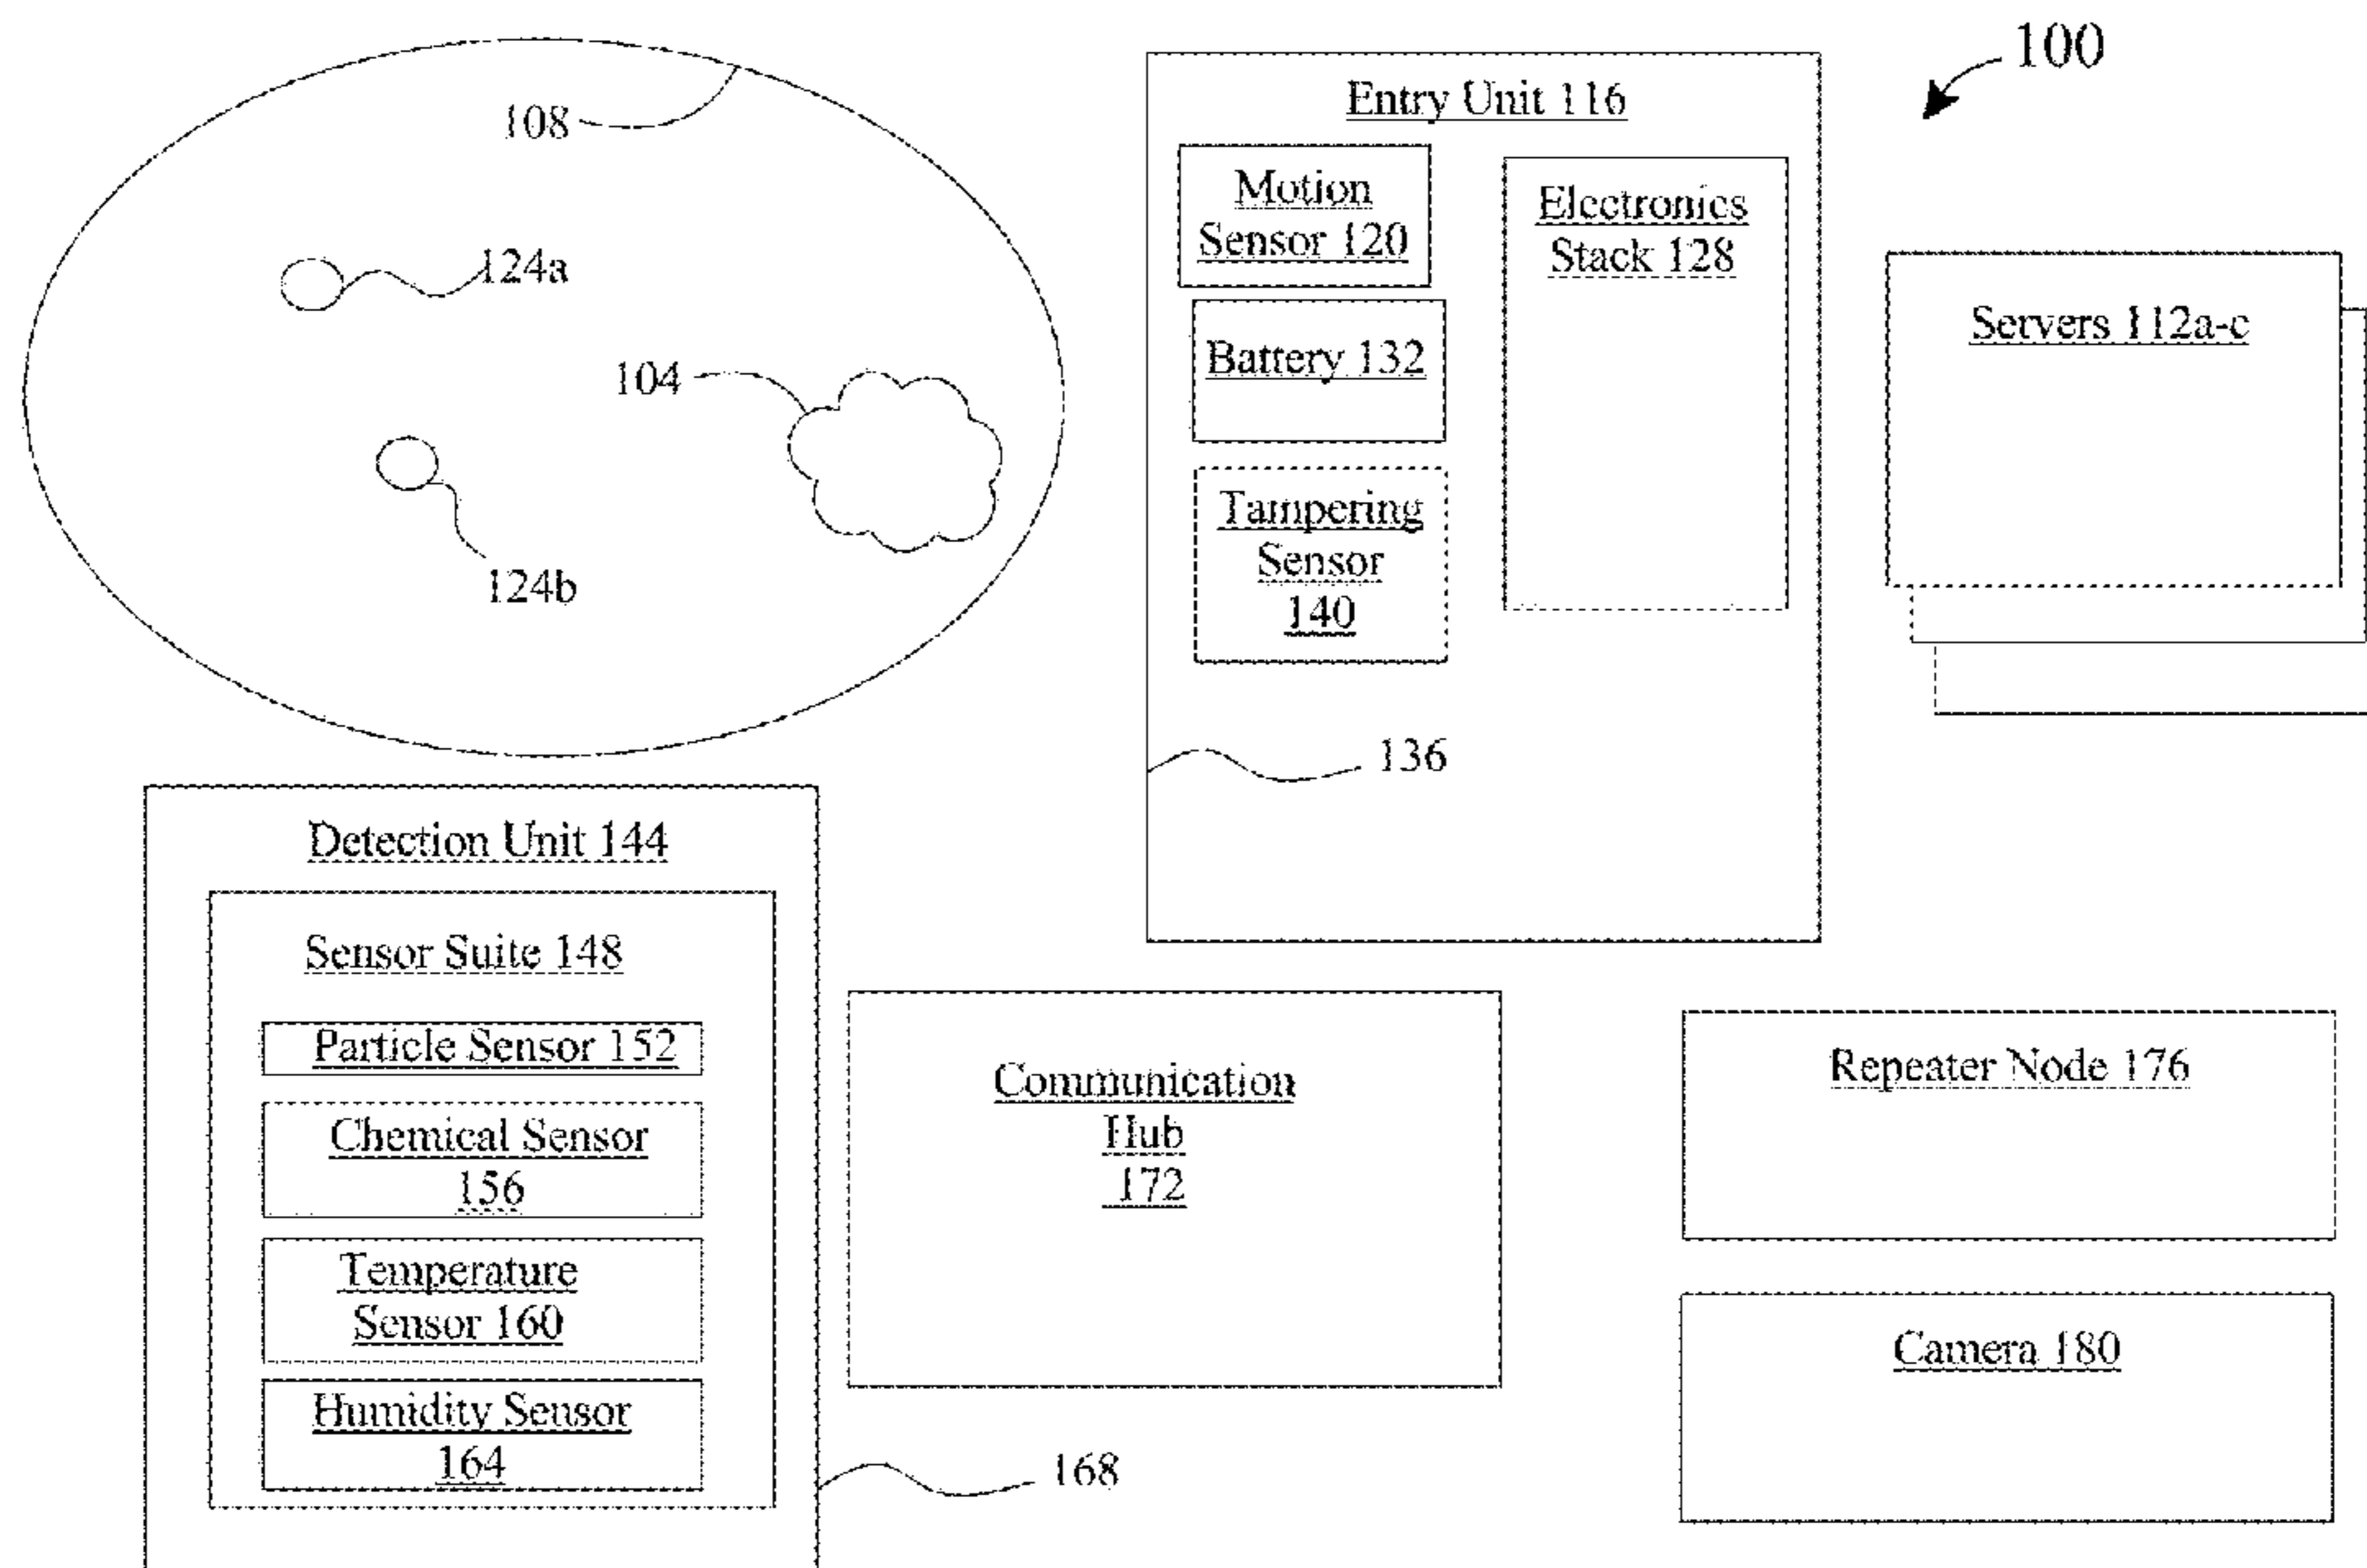 100
108
124a
104
124b
Entry Unit 116
Motion
Sensor 120
Electronics
Stack 128
Battery 132
Tampering
Sensor
140
136
Servers 112a-c
Detection Unit 144
Sensor Suite 148
Particle Sensor 152
Chemical Sensor
156
Temperature
Sensor 160
Humidity Sensor
164
168
Communication
Hub
172
Repeater Node 176
Camera 180